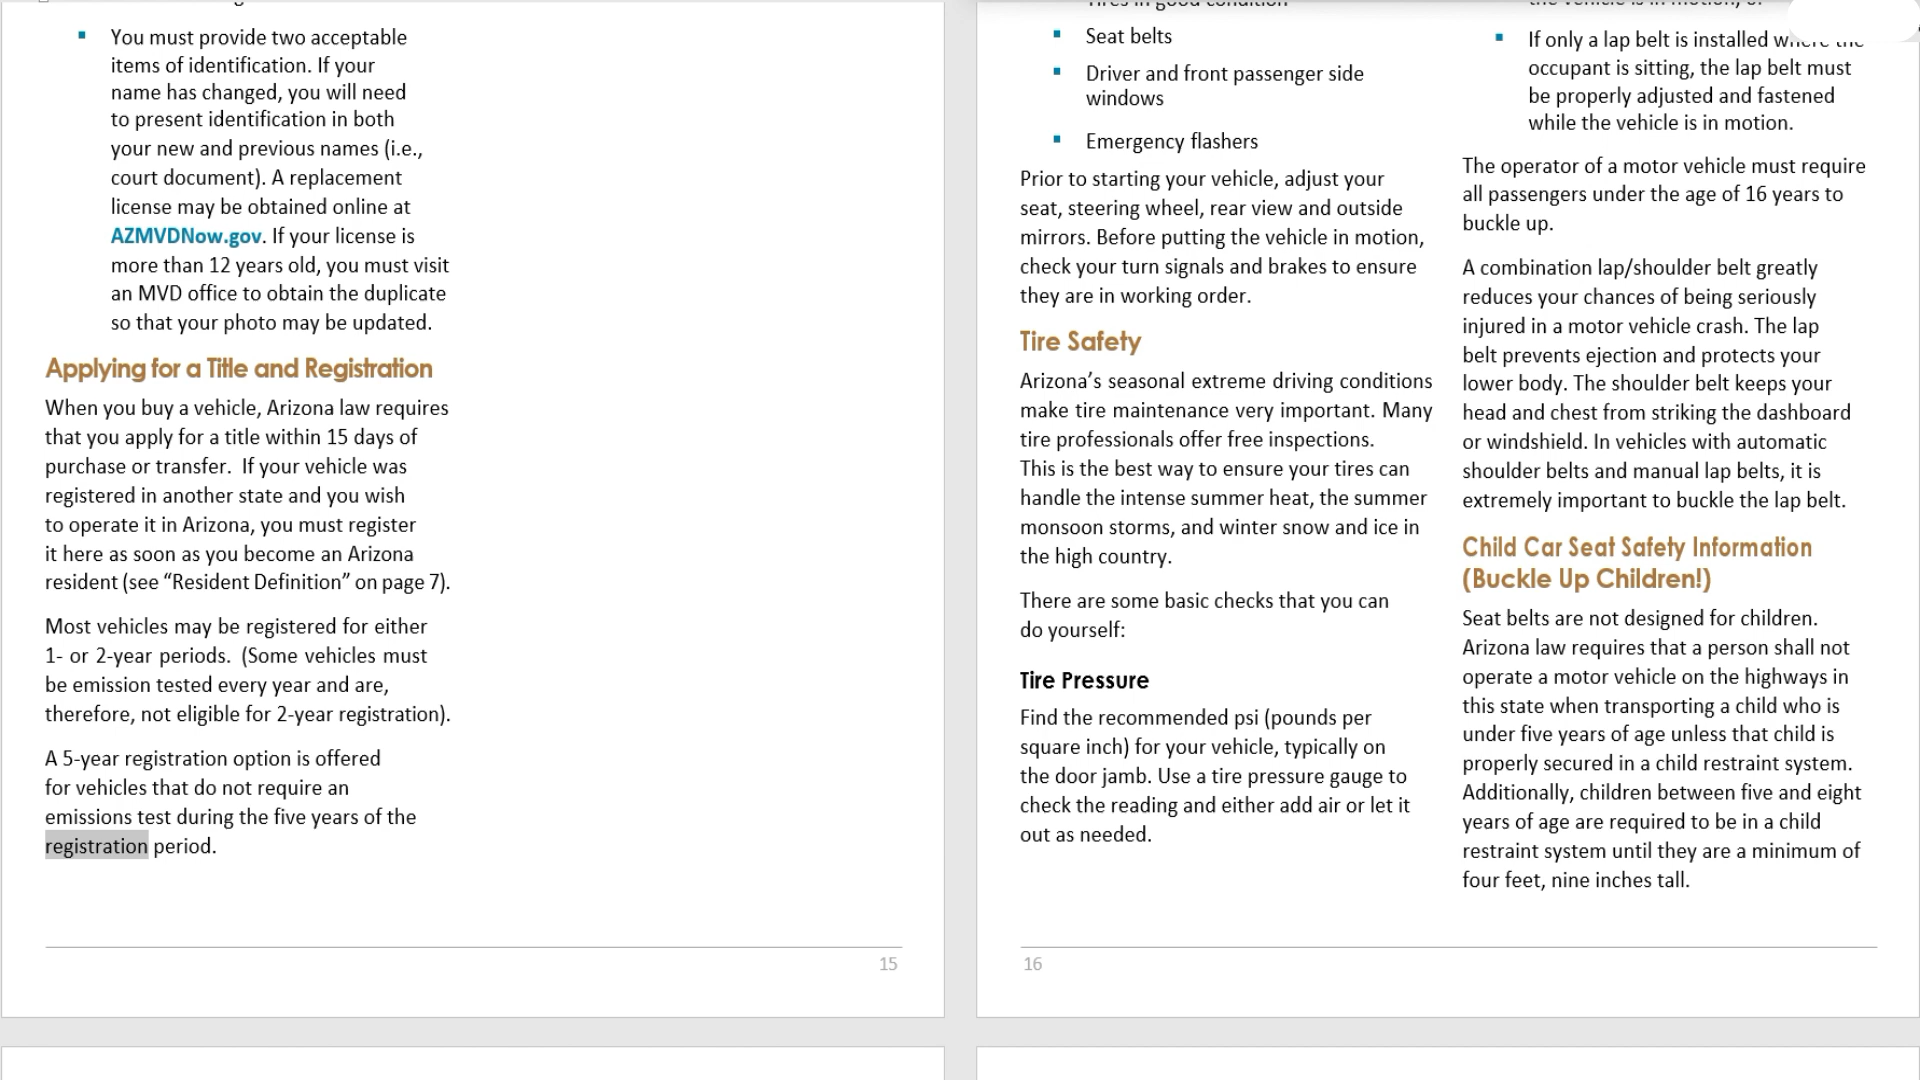 You must provide two acceptable
items of identification. If your
name has changed, you will need
to present identification in both
your new and previous names (i.e.,
court document). A replacement
license may be obtained online at
AZMVDNow.gov. If your license is
more than 12 years old, you must visit
an MVD office to obtain the duplicate
so that your photo may be updated.
Applying for a Title and Registration
When you buy a vehicle, Arizona law requires
that you apply for a title within 15 days of
purchase or transfer.  If your vehicle was
registered in another state and you wish
to operate it in Arizona, you must register
it here as soon as you become an Arizona
resident (see “Resident Definition” on page 7).
Most vehicles may be registered for either
1- or 2-year periods.  (Some vehicles must
be emission tested every year and are,
therefore, not eligible for 2-year registration).
A 5-year registration option is offered
for vehicles that do not require an
emissions test during the five years of the
registration period.
15
Tires in good condition
Seat belts
Driver and front passenger side
windows
Emergency flashers
Prior to starting your vehicle, adjust your
seat, steering wheel, rear view and outside
mirrors. Before putting the vehicle in motion,
check your turn signals and brakes to ensure
they are in working order.
Tire Safety
Arizona’s seasonal extreme driving conditions
make tire maintenance very important. Many
tire professionals offer free inspections.
This is the best way to ensure your tires can
handle the intense summer heat, the summer
monsoon storms, and winter snow and ice in
the high country.
There are some basic checks that you can
do yourself:
Tire Pressure
Find the recommended psi (pounds per
square inch) for your vehicle, typically on
the door jamb. Use a tire pressure gauge to
check the reading and either add air or let it
out as needed.
16
the vehicle is in motion; or
If only a lap belt is installed where the
occupant is sitting, the lap belt must
be properly adjusted and fastened
while the vehicle is in motion.
The operator of a motor vehicle must require
all passengers under the age of 16 years to
buckle up.
A combination lap/shoulder belt greatly
reduces your chances of being seriously
injured in a motor vehicle crash. The lap
belt prevents ejection and protects your
lower body. The shoulder belt keeps your
head and chest from striking the dashboard
or windshield. In vehicles with automatic
shoulder belts and manual lap belts, it is
extremely important to buckle the lap belt.
Child Car Seat Safety Information
(Buckle Up Children!)
Seat belts are not designed for children.
Arizona law requires that a person shall not
operate a motor vehicle on the highways in
this state when transporting a child who is
under five years of age unless that child is
properly secured in a child restraint system.
Additionally, children between five and eight
years of age are required to be in a child
restraint system until they are a minimum of
four feet, nine inches tall.